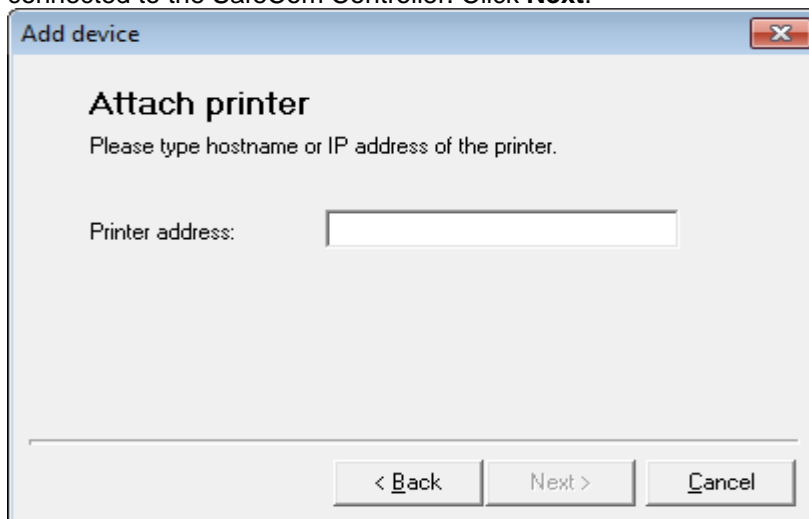 connected to the SafeCom Controller. Click Next.
Add device
Attach printer
Please type hostname or IP address of the printer.
Printer address:
< Back Next > Cancel